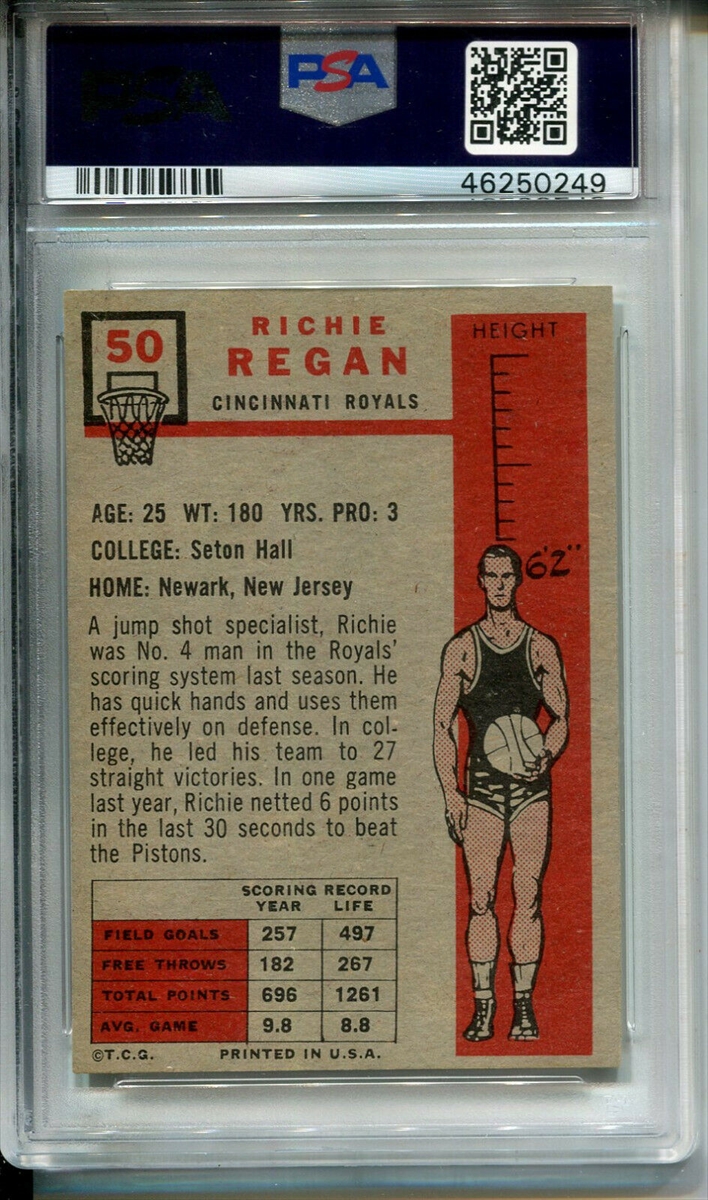 PSA
PSA
46250249
50
RICHIE
REGAN
CINCINNATI ROYALS
HEIGHT
6'2"
AGE: 25 WT: 180 YRS. PRO: 3
COLLEGE: Seton Hall
HOME: Newark, New Jersey
A jump shot specialist, Richie
was No. 4 man in the Royals'
scoring system last season. He
has quick hands and uses them
effectively on defense. In col-
lege, he led his team to 27
straight victories. In one game
last year, Richie netted 6 points
in the last 30 seconds to beat
the Pistons.
SCORING RECORD
YEAR LIFE
FIELD GOALS 257 497
FREE THROWS 182 267
TOTAL POINTS 696 1261
AVG. GAME 9.8 8.8
©T.C.G. PRINTED IN U.S.A.